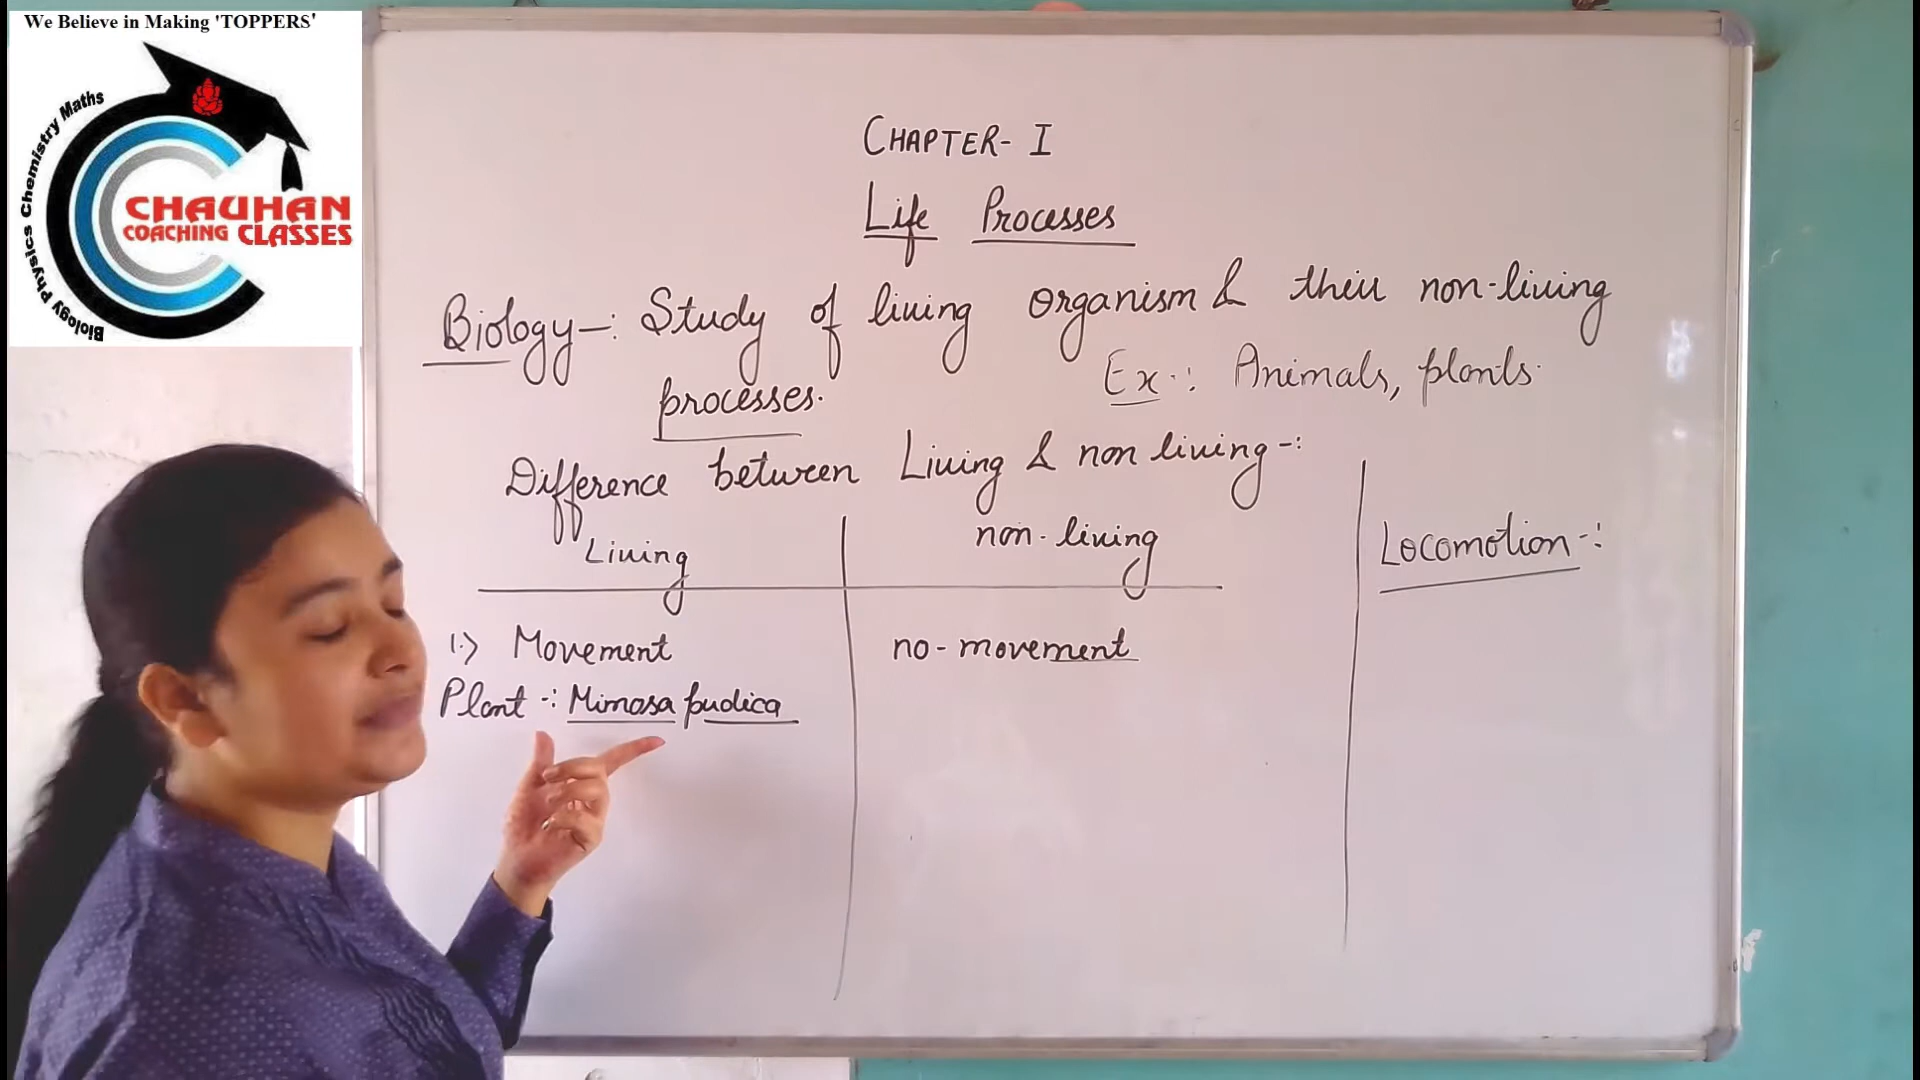 We Believe in Making 'TOPPERS'
Biology Physics Chemistry Maths
CHAUHAN
COACHING CLASSES
CHAPTER- I
Life Processes
Biology-: Study of living organism & their non-living
processes.
Ex-: Animals, plants.
Difference between Living & non living-:
Living
non-living
Locomotion-:
1.) Movement
no-movement
Plant-: Mimosa pudica